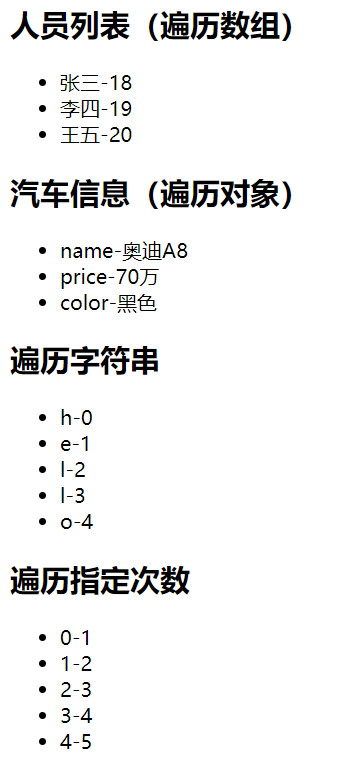 人员列表（遍历数组）
张三-18
李四-19
王五-20
汽车信息（遍历对象）
name-奥迪A8
price-70万
color-黑色
遍历字符串
h-0
e-1
l-2
l-3
o-4
遍历指定次数
0-1
1-2
2-3
3-4
4-5